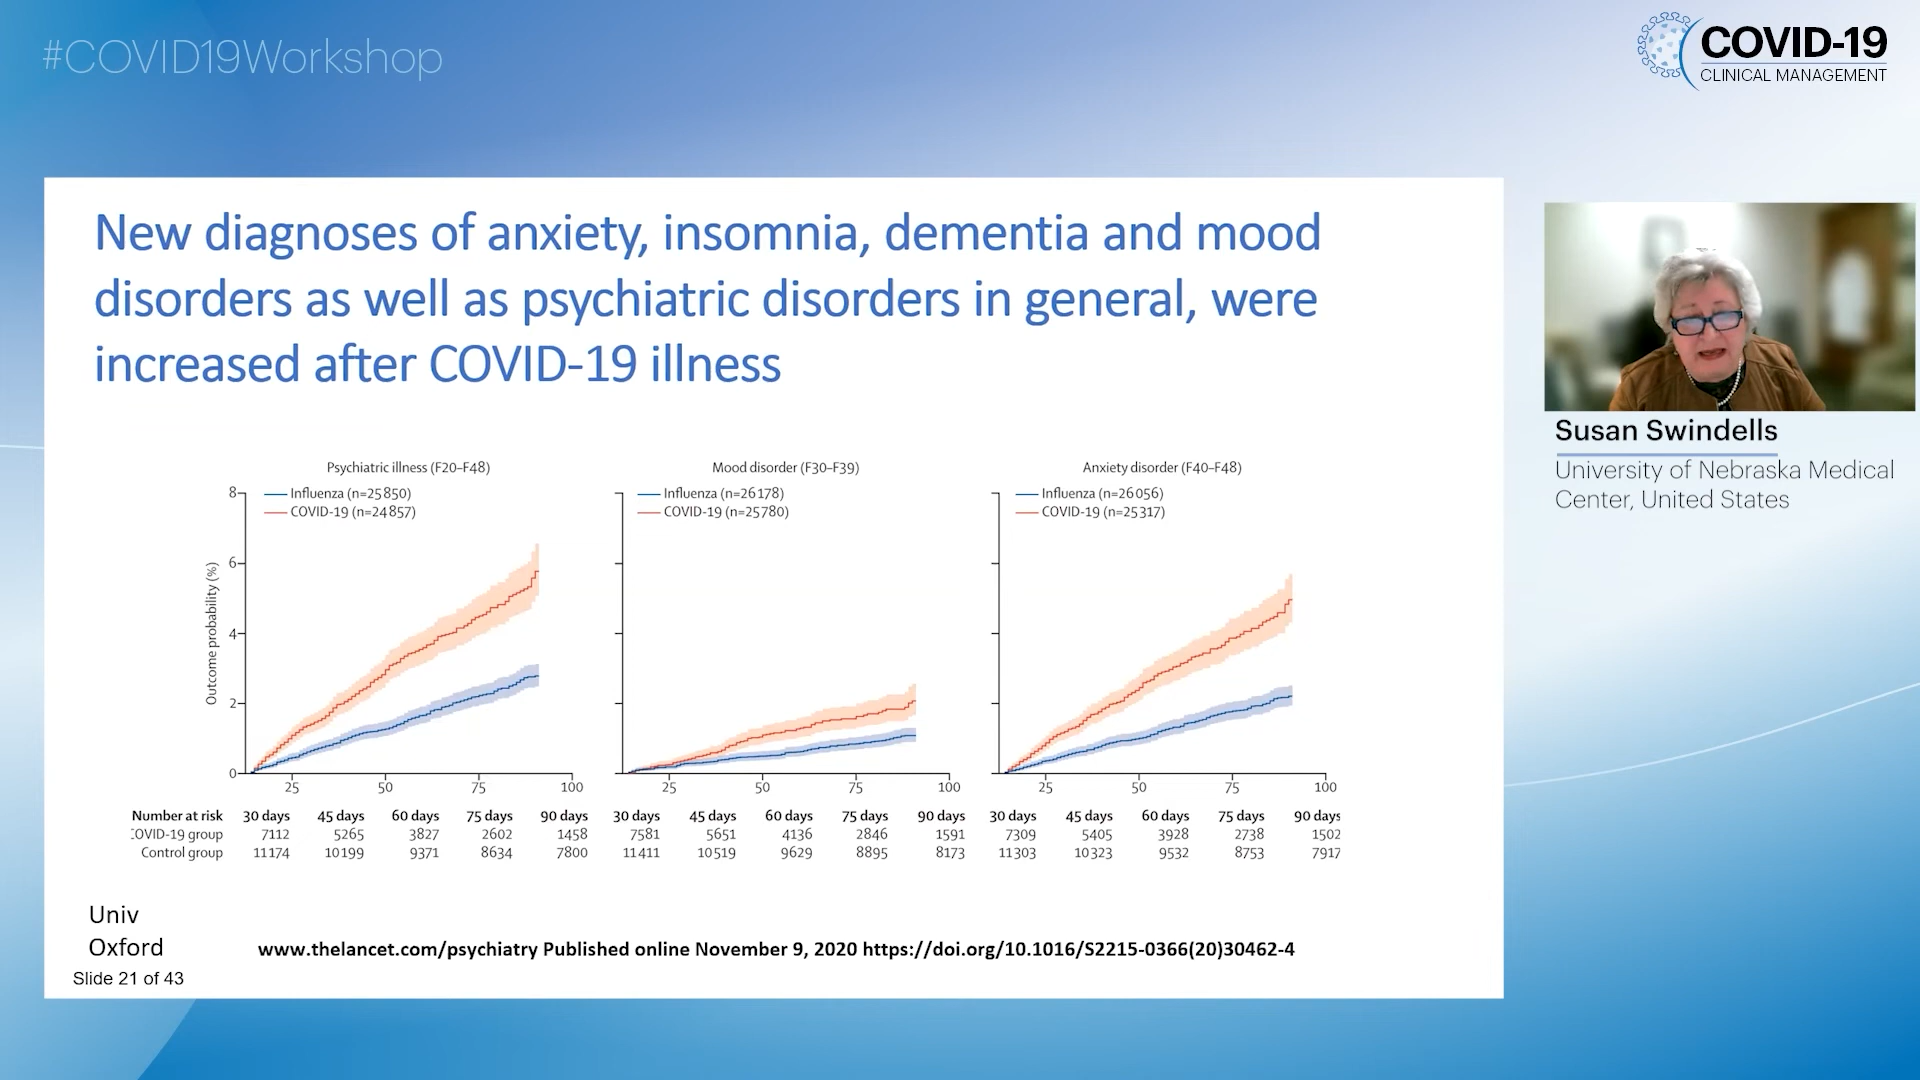 #COVID19Workshop
COVID-19
CLINICAL MANAGEMENT
New diagnoses of anxiety, insomnia, dementia and mood
disorders as well as psychiatric disorders in general, were
increased after COVID-19 illness
Susan Swindells
University of Nebraska Medical
Center, United States
Psychiatric illness (F20–F48)
Influenza (n=25850)
COVID-19 (n=24857)
Mood disorder (F30–F39)
Influenza (n=26178)
COVID-19 (n=25780)
Anxiety disorder (F40–F48)
Influenza (n=26056)
COVID-19 (n=25317)
Outcome probability (%)
8
6
4
2
0
25 50 75 100
25 50 75 100
25 50 75 100
Number at risk 30 days 45 days 60 days 75 days 90 days 30 days 45 days 60 days 75 days 90 days 30 days 45 days 60 days 75 days 90 days
COVID-19 group 7112 5265 3827 2602 1458 7581 5651 4136 2846 1591 7309 5405 3928 2738 1502
Control group 11174 10199 9371 8634 7800 11411 10519 9629 8895 8173 11303 10323 9532 8753 7917
Univ
Oxford
www.thelancet.com/psychiatry Published online November 9, 2020 https://doi.org/10.1016/S2215-0366(20)30462-4
Slide 21 of 43